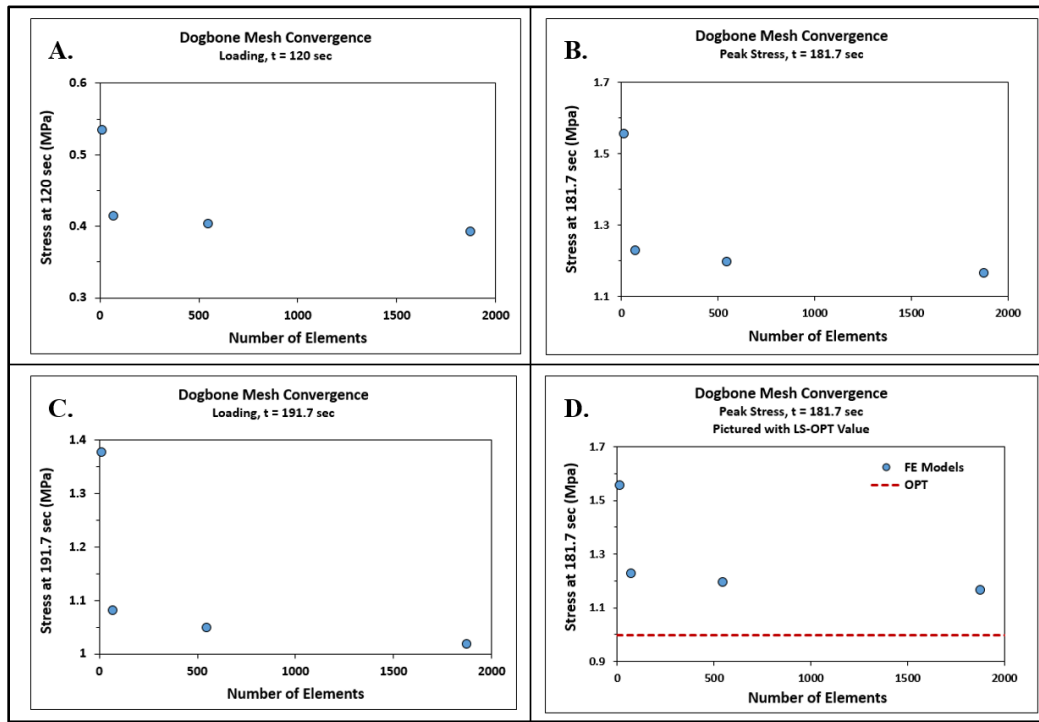 A.
Dogbone Mesh Convergence
Loading, t = 120 sec
Stress at 120 sec (MPa)
0.6
0.5
0.4
0.3
0
500
1000
1500
2000
Number of Elements
B.
Dogbone Mesh Convergence
Peak Stress, t = 181.7 sec
Stress at 181.7 sec (Mpa)
1.7
1.5
1.3
1.1
0
500
1000
1500
2000
Number of Elements
C.
Dogbone Mesh Convergence
Loading, t = 191.7 sec
Stress at 191.7 sec (MPa)
1.4
1.3
1.2
1.1
1
0
500
1000
1500
2000
Number of Elements
D.
Dogbone Mesh Convergence
Peak Stress, t = 181.7 sec
Pictured with LS-OPT Value
Stress at 181.7 sec (Mpa)
1.7
1.5
1.3
1.1
0.9
FE Models
OPT
0
500
1000
1500
2000
Number of Elements